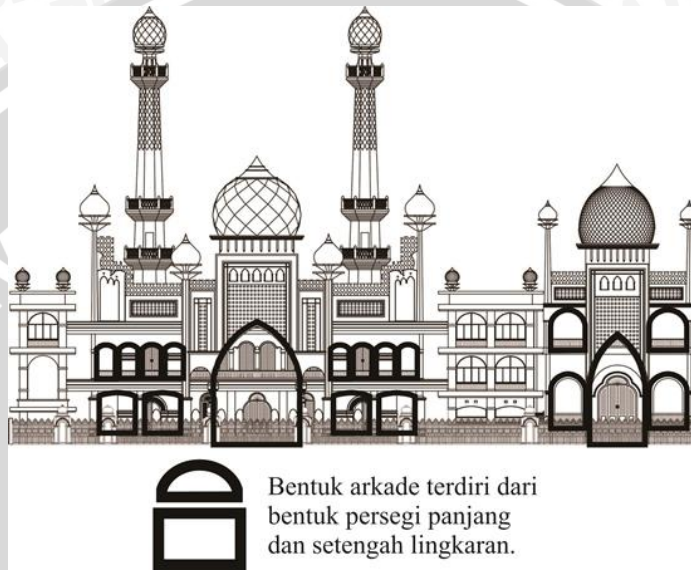 Bentuk arkade terdiri dari
bentuk persegi panjang
dan setengah lingkaran.